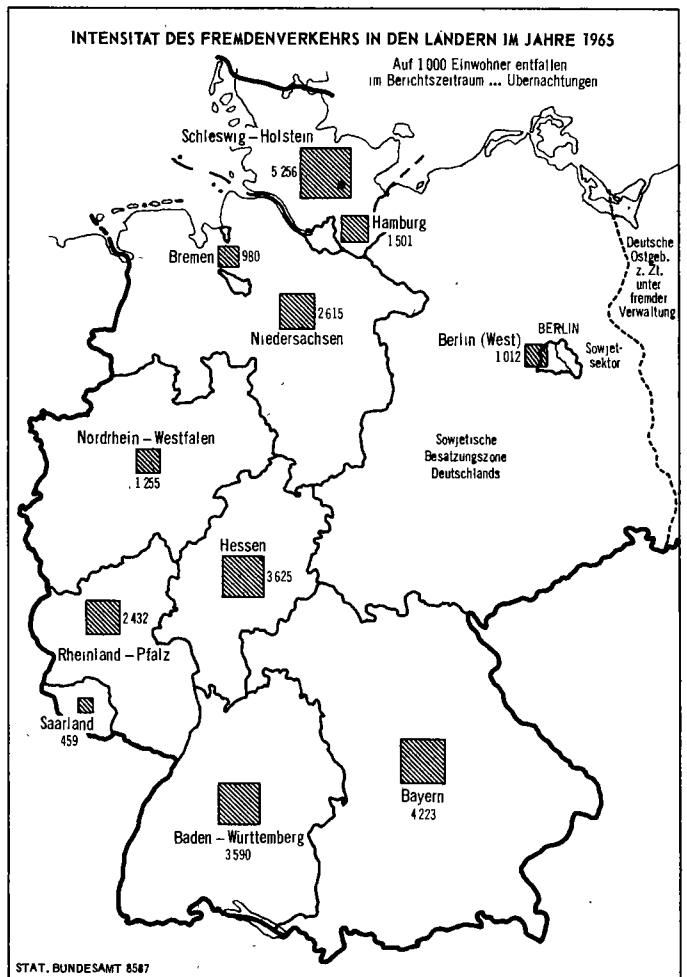 INTENSITAT DES FREMDENVERKEHRS IN DEN LÄNDERN IM JAHRE 1965
Auf 1000 Einwohner entfallen
im Berichtszeitraum ... Übernachtungen
Schleswig – Holstein
5 256
Hamburg
1 501
Bremen
980
2 615
Niedersachsen
Deutsche
Ostgeb.
z. Zt.
unter
fremder
Verwaltung
BERLIN
Berlin (West)
1 012
Sowjet-
sektor
Nordrhein – Westfalen
1 255
Sowjetische
Besatzungszone
Deutschlands
Hessen
3 625
2 432
Rheinland – Pfalz
Saarland
459
Bayern
4 223
Baden – Württemberg
3 590
STAT. BUNDESAMT 8587